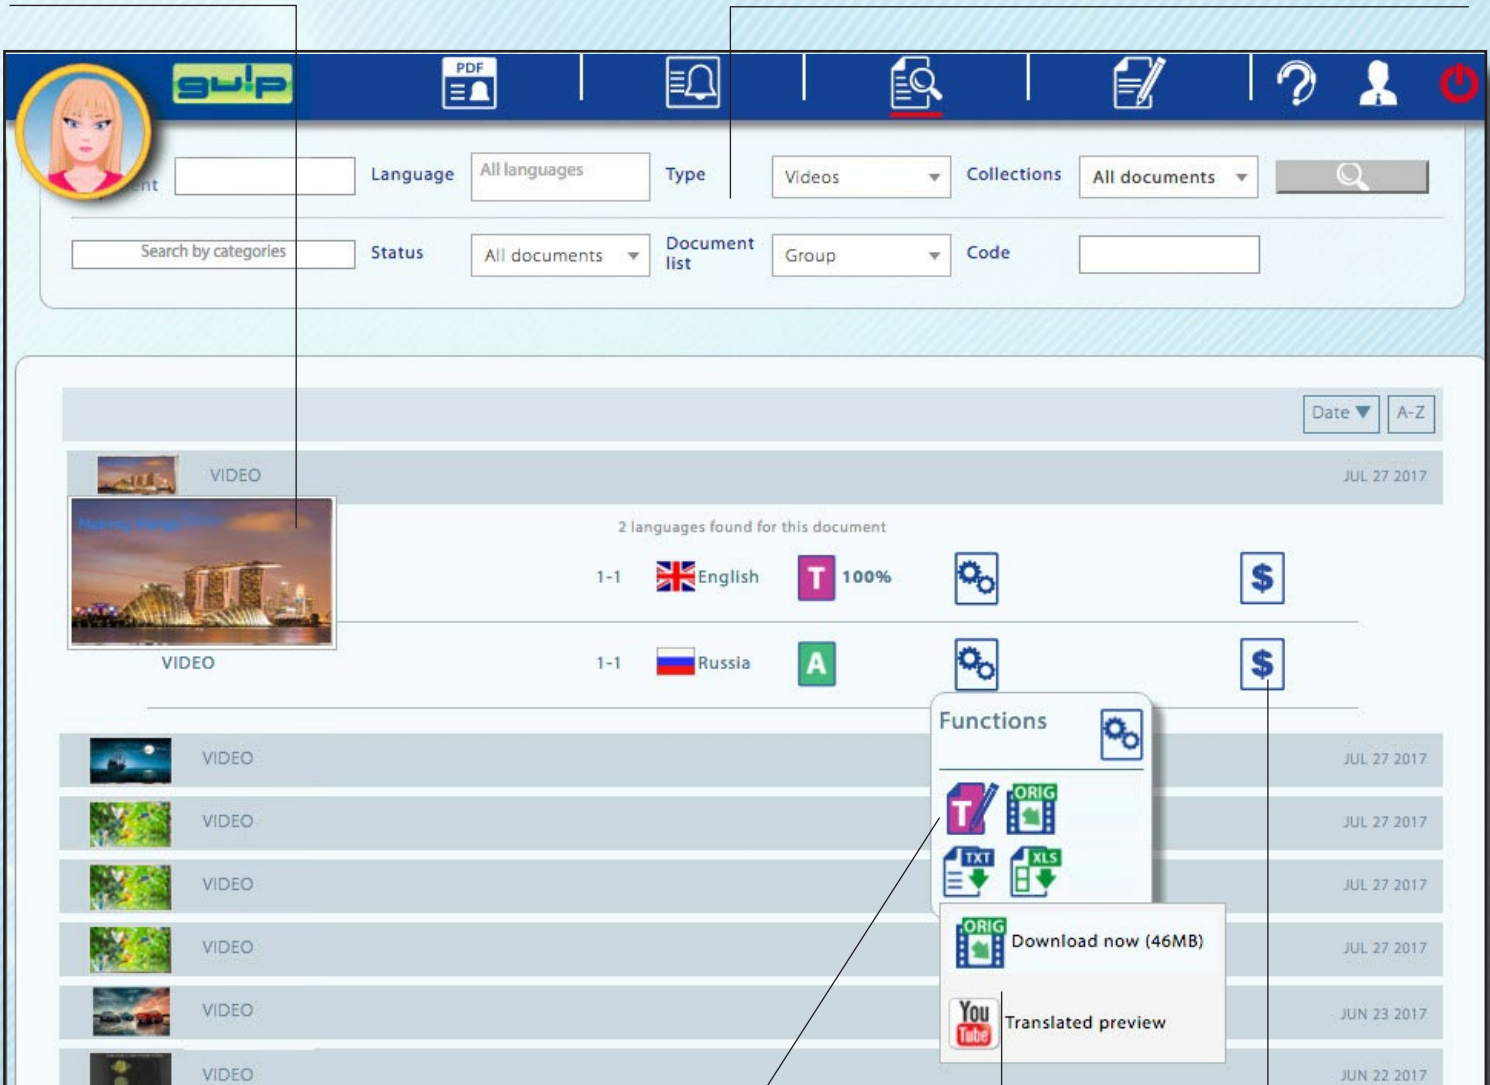 gu!p
PDF
ent
Language
All languages
Type
Videos
Collections
All documents
Search by categories
Status
All documents
Document
list
Group
Code
Date ▼
A-Z
VIDEO
JUL 27 2017
2 languages found for this document
1-1
English
T
100%
$
VIDEO
1-1
Russia
A
$
Functions
VIDEO
JUL 27 2017
T
ORIG
VIDEO
JUL 27 2017
TXT
XLS
VIDEO
JUL 27 2017
ORIG
Download now (46MB)
VIDEO
JUL 27 2017
You
Tube
Translated preview
VIDEO
JUN 23 2017
VIDEO
JUN 22 2017